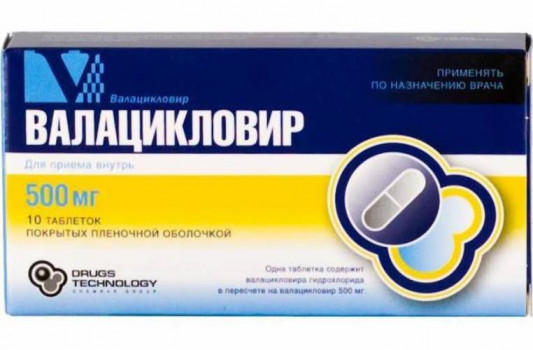 Валацикловир
ПРИМЕНЯТЬ
ПО НАЗНАЧЕНИЮ ВРАЧА
ВАЛАЦИКЛОВИР
Для приема внутрь
500 мг
10 ТАБЛЕТОК
ПОКРЫТЫХ ПЛЕНОЧНОЙ ОБОЛОЧКОЙ
DRUGS
TECHNOLOGY
Одна таблетка содержит
валацикловира гидрохлорида
в пересчете на валацикловир 500 мг.